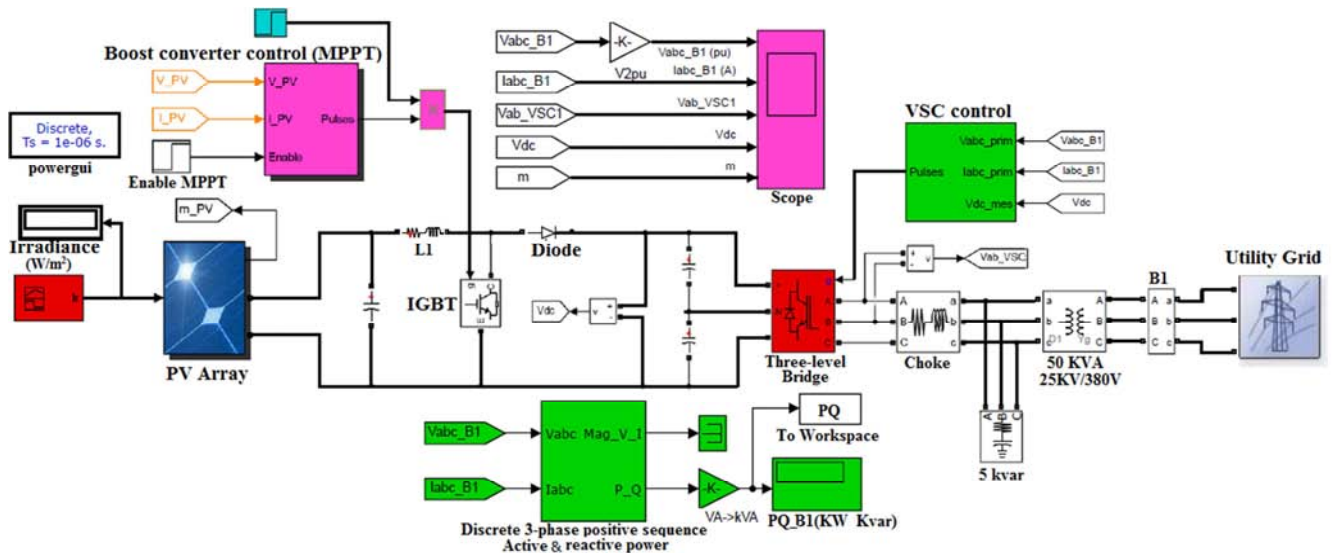 Boost converter control (MPPT)
V_PV
I_PV
V_PV
I_PV
Enable
Pulses
Discrete,
Ts = 1e-06 s.
powergui
Enable MPPT
Vabc_B1
-K-
V2pu
Vabc_B1 (pu)
Iabc_B1
Iabc_B1 (A)
Vab_VSC1
Vab_VSC1
Vdc
Vdc
m
m
Scope
VSC control
Pulses
Vabc_prim
Iabc_prim
Vdc_mes
Vabc_B1
Iabc_B1
Vdc
m_PV
Irradiance
(W/m²)
PV Array
L1
Diode
IGBT
g
C
E
Vdc
v
+
-
Three-level
Bridge
+
-
v
Vab_VSC
A
B
C
A
B
C
a
b
c
Choke
a
b
c
A
B
C
D1
Yg
50 KVA
25KV/380V
B1
A
B
C
a
b
c
Utility Grid
A
B
C
5 kvar
Vabc_B1
Iabc_B1
Vabc
Mag_V_I
Iabc
P_Q
Discrete 3-phase positive sequence
Active & reactive power
-K-
VA->kVA
PQ
To Workspace
PQ_B1(KW Kvar)